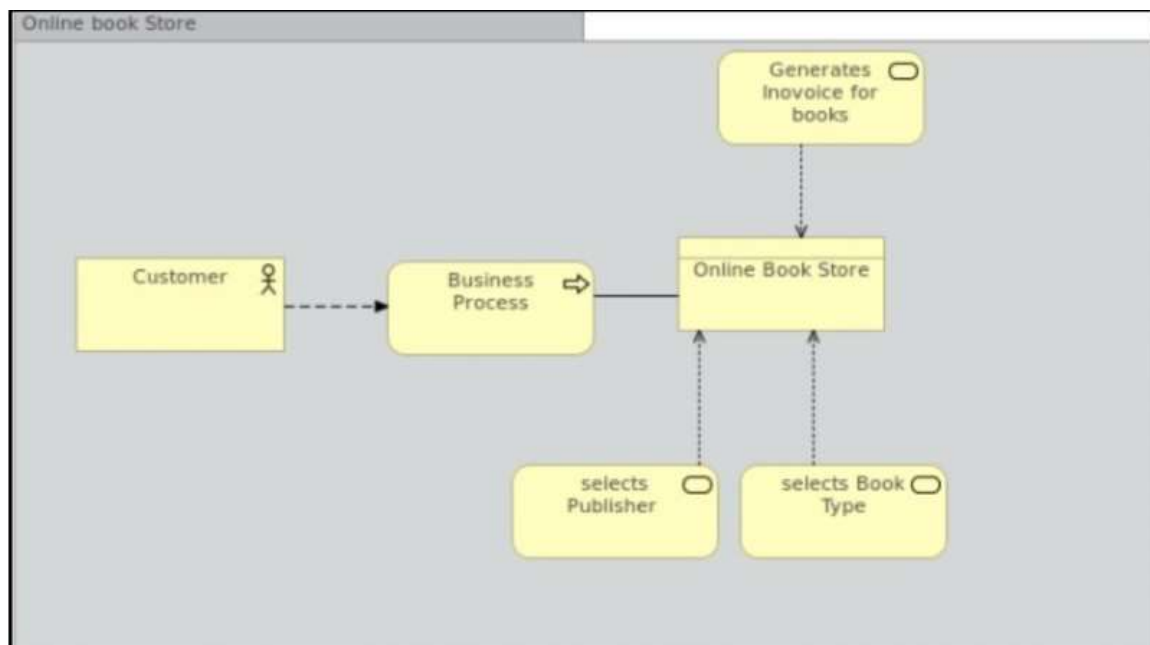 Online book Store
Generates
Inovoice for
books
Customer
Business
Process
Online Book Store
selects
Publisher
selects Book
Type